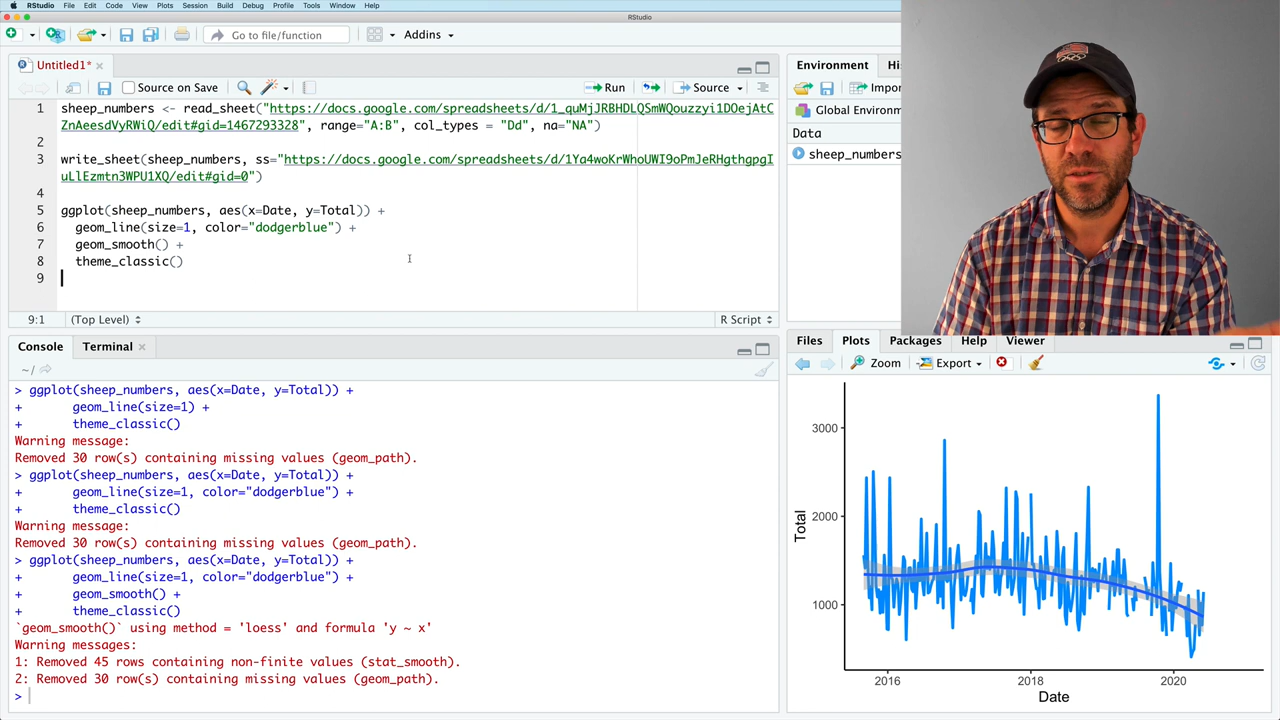 RStudio File Edit Code View Plots Session Build Debug Profile Tools Window Help
RStudio
Go to file/function Addins
Untitled1*
Source on Save Run Source
1 sheep_numbers <- read_sheet("https://docs.google.com/spreadsheets/d/1_quMjJRBHDLQSmWQouzzyi1DOejAtC
ZnAeesdVyRWiQ/edit#gid=1467293328", range="A:B", col_types = "Dd", na="NA")
2
3 write_sheet(sheep_numbers, ss="https://docs.google.com/spreadsheets/d/1Ya4woKrWhoUWI9oPmJeRHgthgpgI
uLlEzmtn3WPU1XQ/edit#gid=0")
4
5 ggplot(sheep_numbers, aes(x=Date, y=Total)) +
6 geom_line(size=1, color="dodgerblue") +
7 geom_smooth() +
8 theme_classic()
9
9:1 (Top Level) R Script
Console Terminal
~/
> ggplot(sheep_numbers, aes(x=Date, y=Total)) +
+ geom_line(size=1) +
+ theme_classic()
Warning message:
Removed 30 row(s) containing missing values (geom_path).
> ggplot(sheep_numbers, aes(x=Date, y=Total)) +
+ geom_line(size=1, color="dodgerblue") +
+ theme_classic()
Warning message:
Removed 30 row(s) containing missing values (geom_path).
> ggplot(sheep_numbers, aes(x=Date, y=Total)) +
+ geom_line(size=1, color="dodgerblue") +
+ geom_smooth() +
+ theme_classic()
`geom_smooth()` using method = 'loess' and formula 'y ~ x'
Warning messages:
1: Removed 45 rows containing non-finite values (stat_smooth).
2: Removed 30 row(s) containing missing values (geom_path).
>
Environment
Global Environ
Data
sheep_numbers
Files Plots Packages Help Viewer
Zoom Export
3000
2000
1000
Total
2016 2018 2020
Date